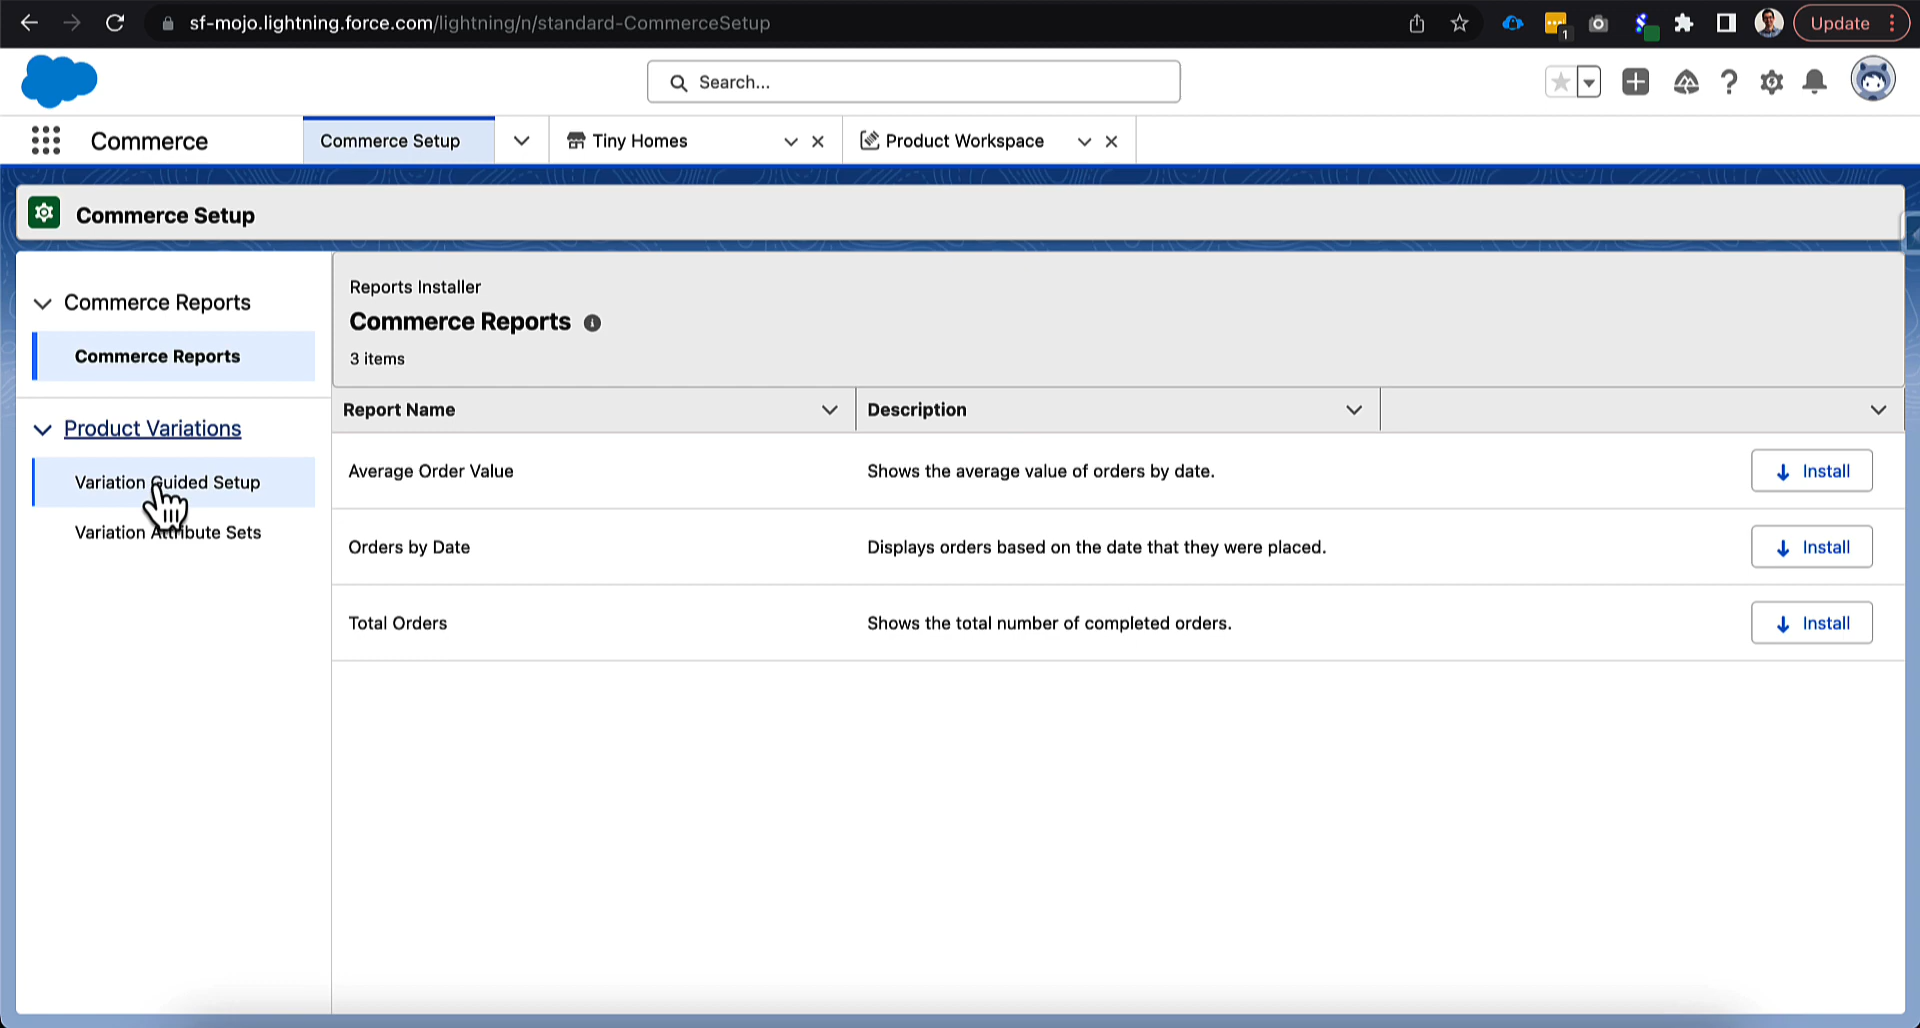 sf-mojo.lightning.force.com/lightning/n/standard-CommerceSetup
1
Update
Search...
Commerce
Commerce Setup
Tiny Homes
Product Workspace
Commerce Setup
Commerce Reports
Commerce Reports
Product Variations
Variation Guided Setup
Variation Attribute Sets
Reports Installer
Commerce Reports
3 items
Report Name
Description
Average Order Value
Shows the average value of orders by date.
Install
Orders by Date
Displays orders based on the date that they were placed.
Install
Total Orders
Shows the total number of completed orders.
Install